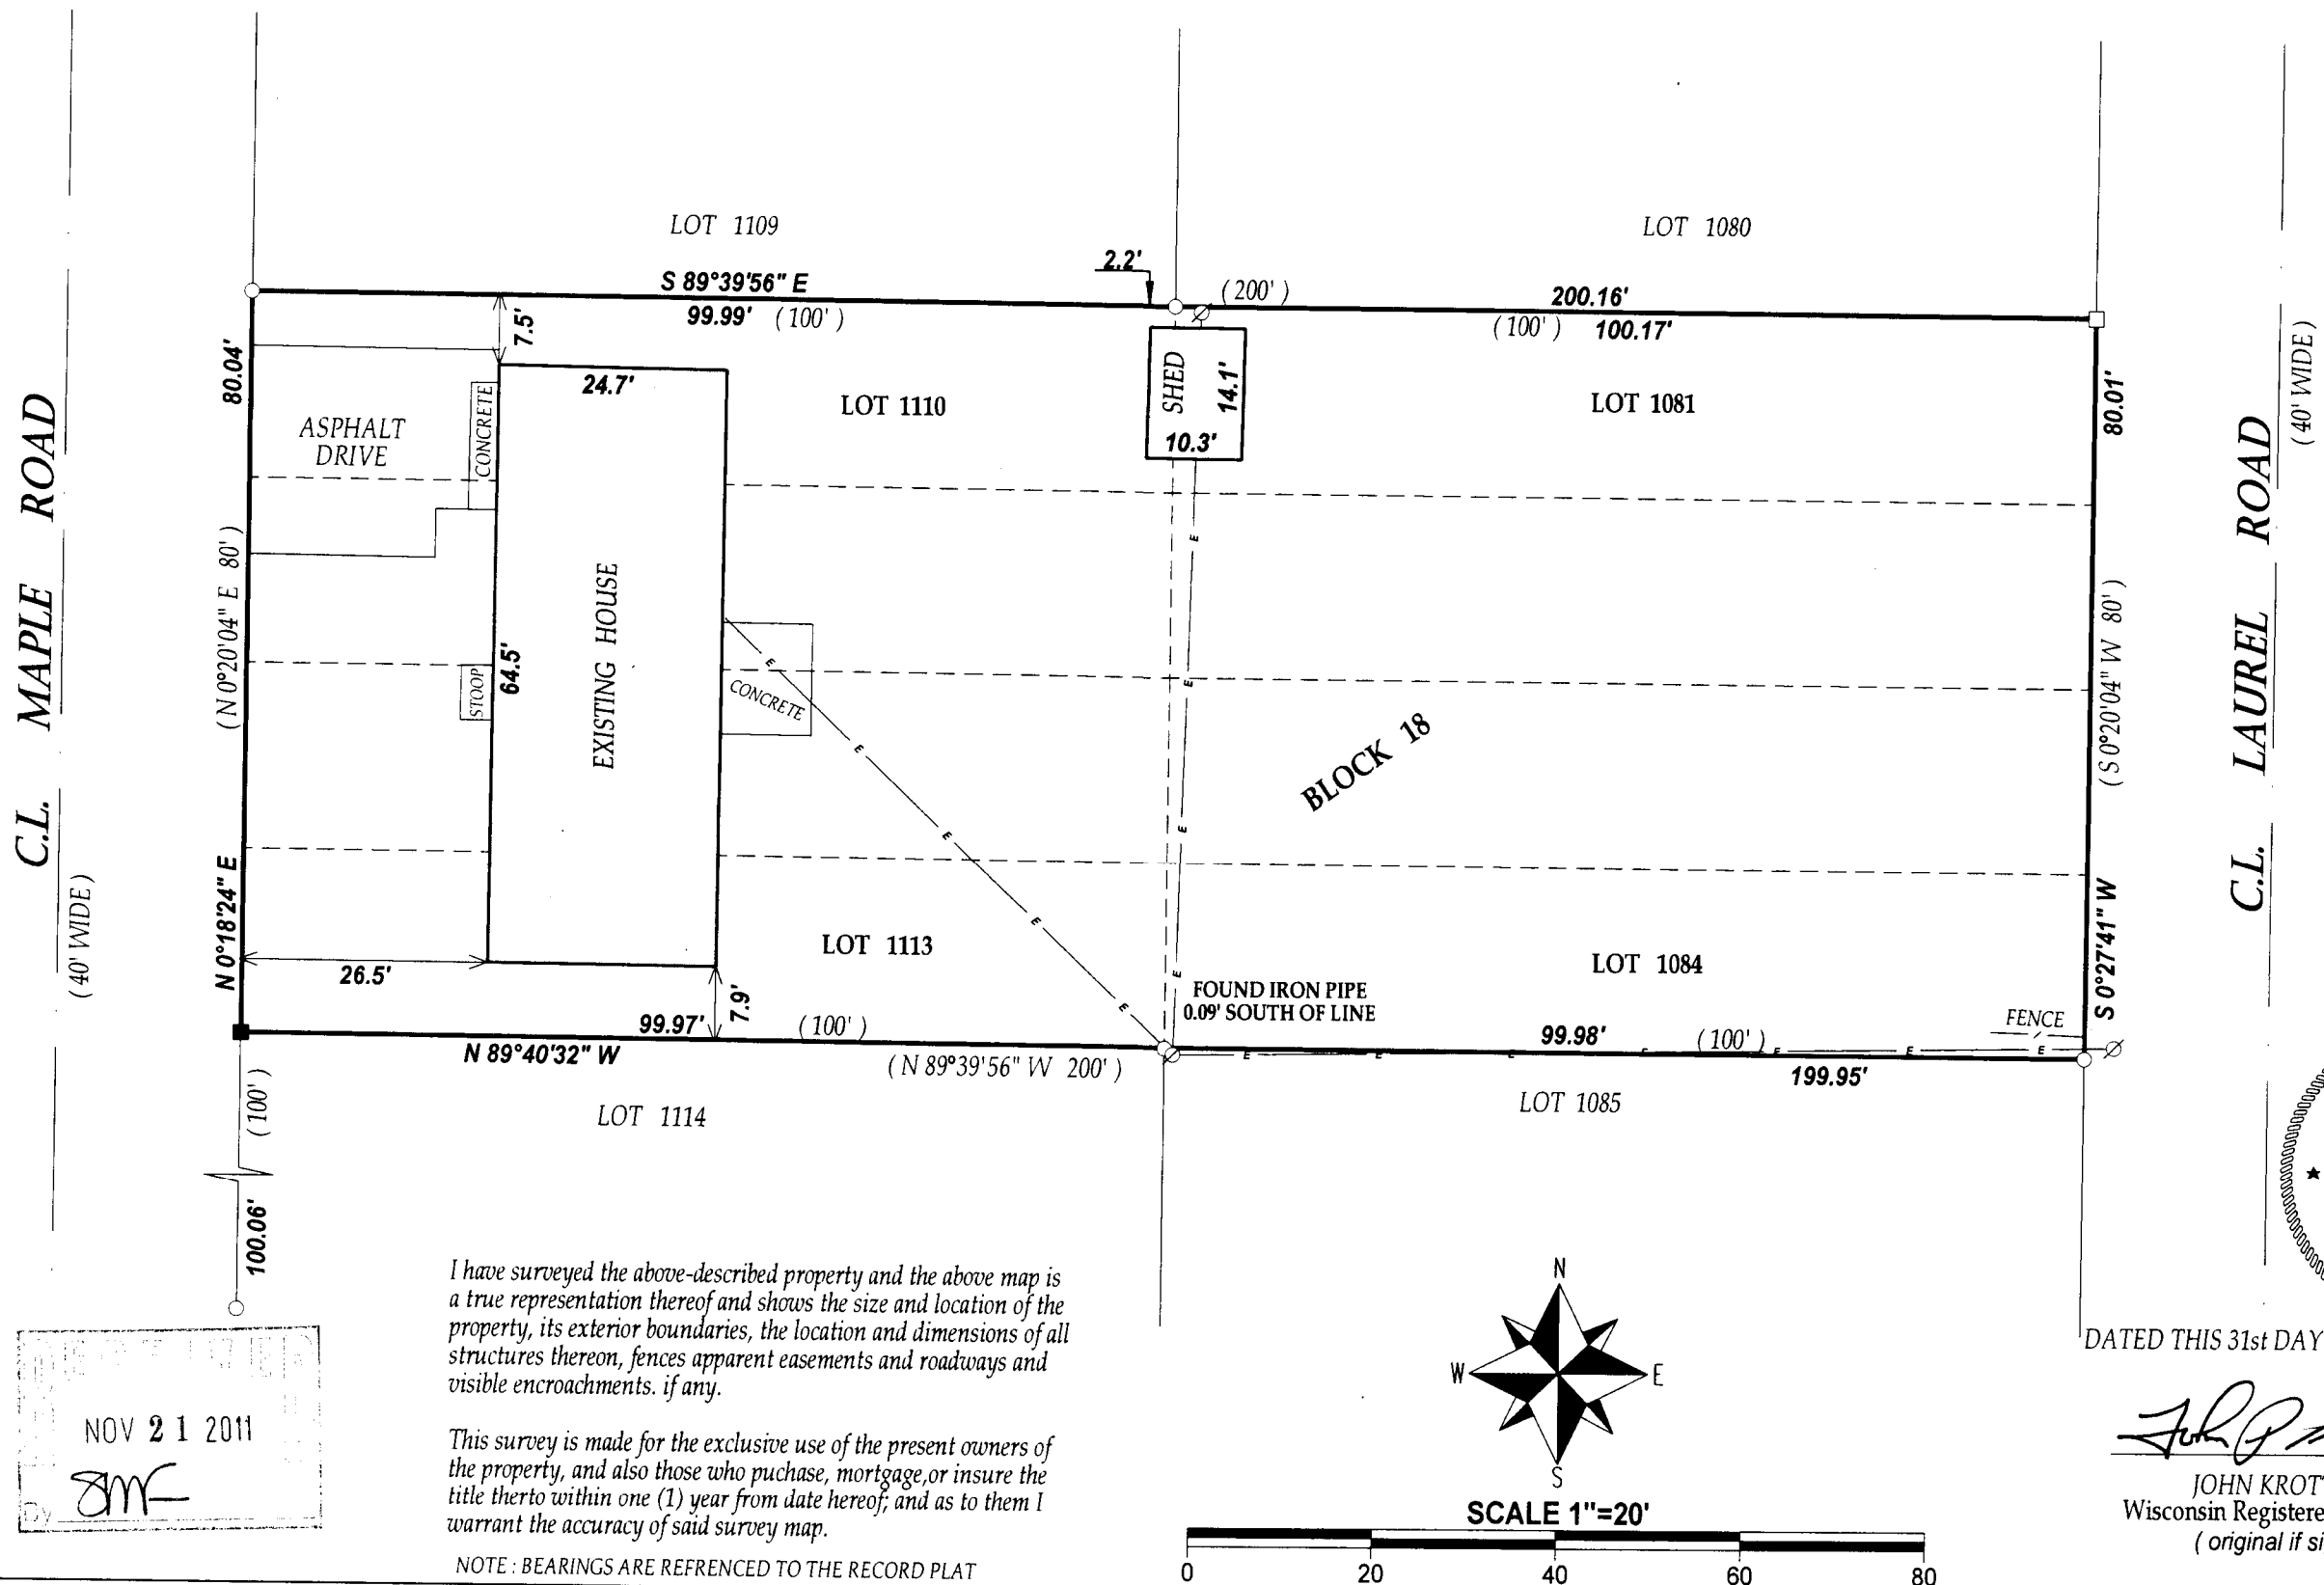 LOT 1109
LOT 1080
S 89°39'56" E
99.99' (100')
2.2'
(200')
200.16'
(100') 100.17'
7.5'
80.04'
(N 0°20'04" E 80')
N 0°18'24" E
C.L. MAPLE ROAD
(40' WIDE)
ASPHALT
DRIVE
CONCRETE
24.7'
LOT 1110
SHED
14.1'
10.3'
LOT 1081
80.01'
(S 0°20'04" W 80')
S 0°27'41" W
C.L. LAUREL ROAD
(40' WIDE)
EXISTING HOUSE
64.5'
STOOP
CONCRETE
E
E
E
E
E
E
E
E
E
E
BLOCK 18
26.5'
LOT 1113
7.9'
LOT 1084
FOUND IRON PIPE
0.09' SOUTH OF LINE
FENCE
99.97' (100')
N 89°40'32" W
(N 89°39'56" W 200')
99.98' (100')
E E E E E E E
199.95'
LOT 1114
LOT 1085
(100')
100.06'
I have surveyed the above-described property and the above map is
a true representation thereof and shows the size and location of the
property, its exterior boundaries, the location and dimensions of all
structures thereon, fences apparent easements and roadways and
visible encroachments. if any.
This survey is made for the exclusive use of the present owners of
the property, and also those who puchase, mortgage,or insure the
title therto within one (1) year from date hereof; and as to them I
warrant the accuracy of said survey map.
NOTE : BEARINGS ARE REFRENCED TO THE RECORD PLAT
NOV 21 2011
By
N
W E
S
SCALE 1"=20'
0 20 40 60 80
DATED THIS 31st DAY
John P
JOHN KROT
Wisconsin Registere
( original if si